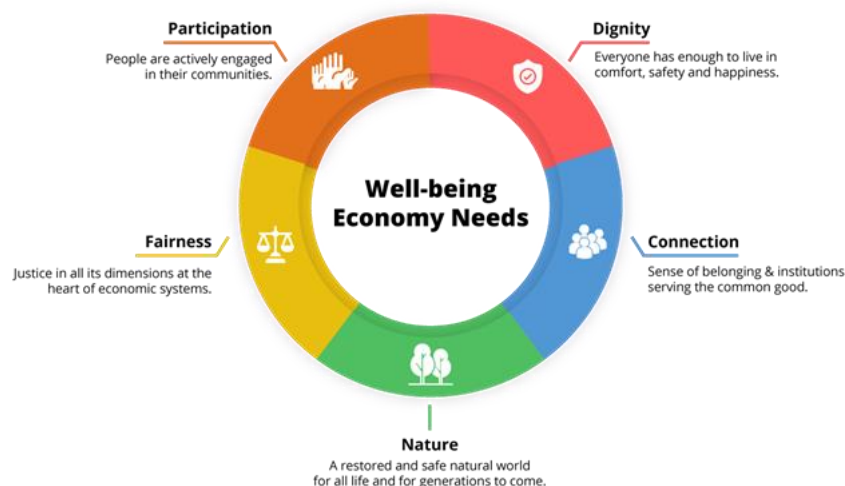 Participation
People are actively engaged
in their communities.
Dignity
Everyone has enough to live in
comfort, safety and happiness.
Well-being
Economy Needs
Fairness
Justice in all its dimensions at the
heart of economic systems.
Connection
Sense of belonging & institutions
serving the common good.
Nature
A restored and safe natural world
for all life and for generations to come.